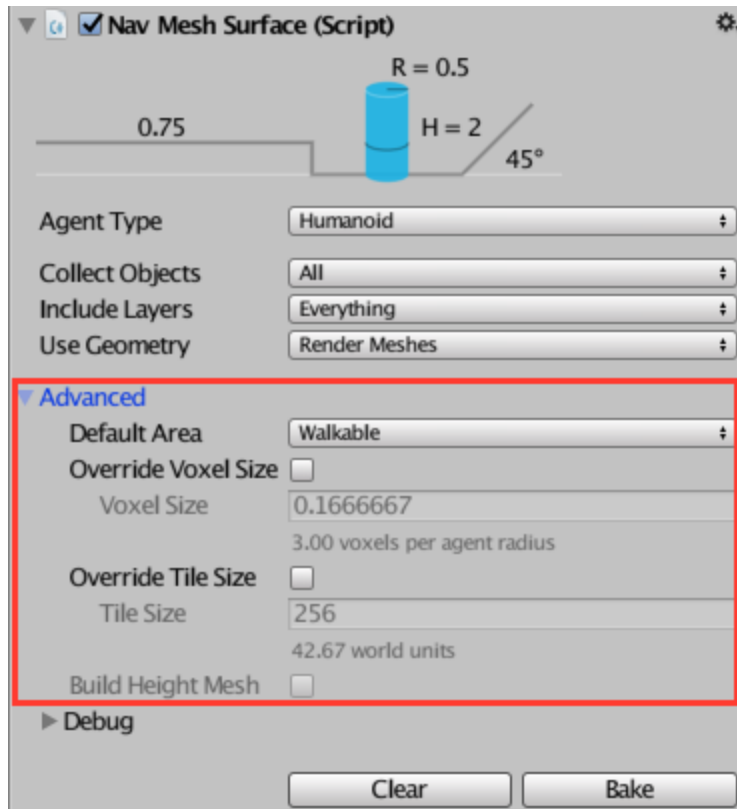 Nav Mesh Surface (Script)
R = 0.5
0.75
H = 2
45°
Agent Type Humanoid
Collect Objects All
Include Layers Everything
Use Geometry Render Meshes
Advanced
Default Area Walkable
Override Voxel Size
Voxel Size 0.1666667
3.00 voxels per agent radius
Override Tile Size
Tile Size 256
42.67 world units
Build Height Mesh
Debug
Clear Bake